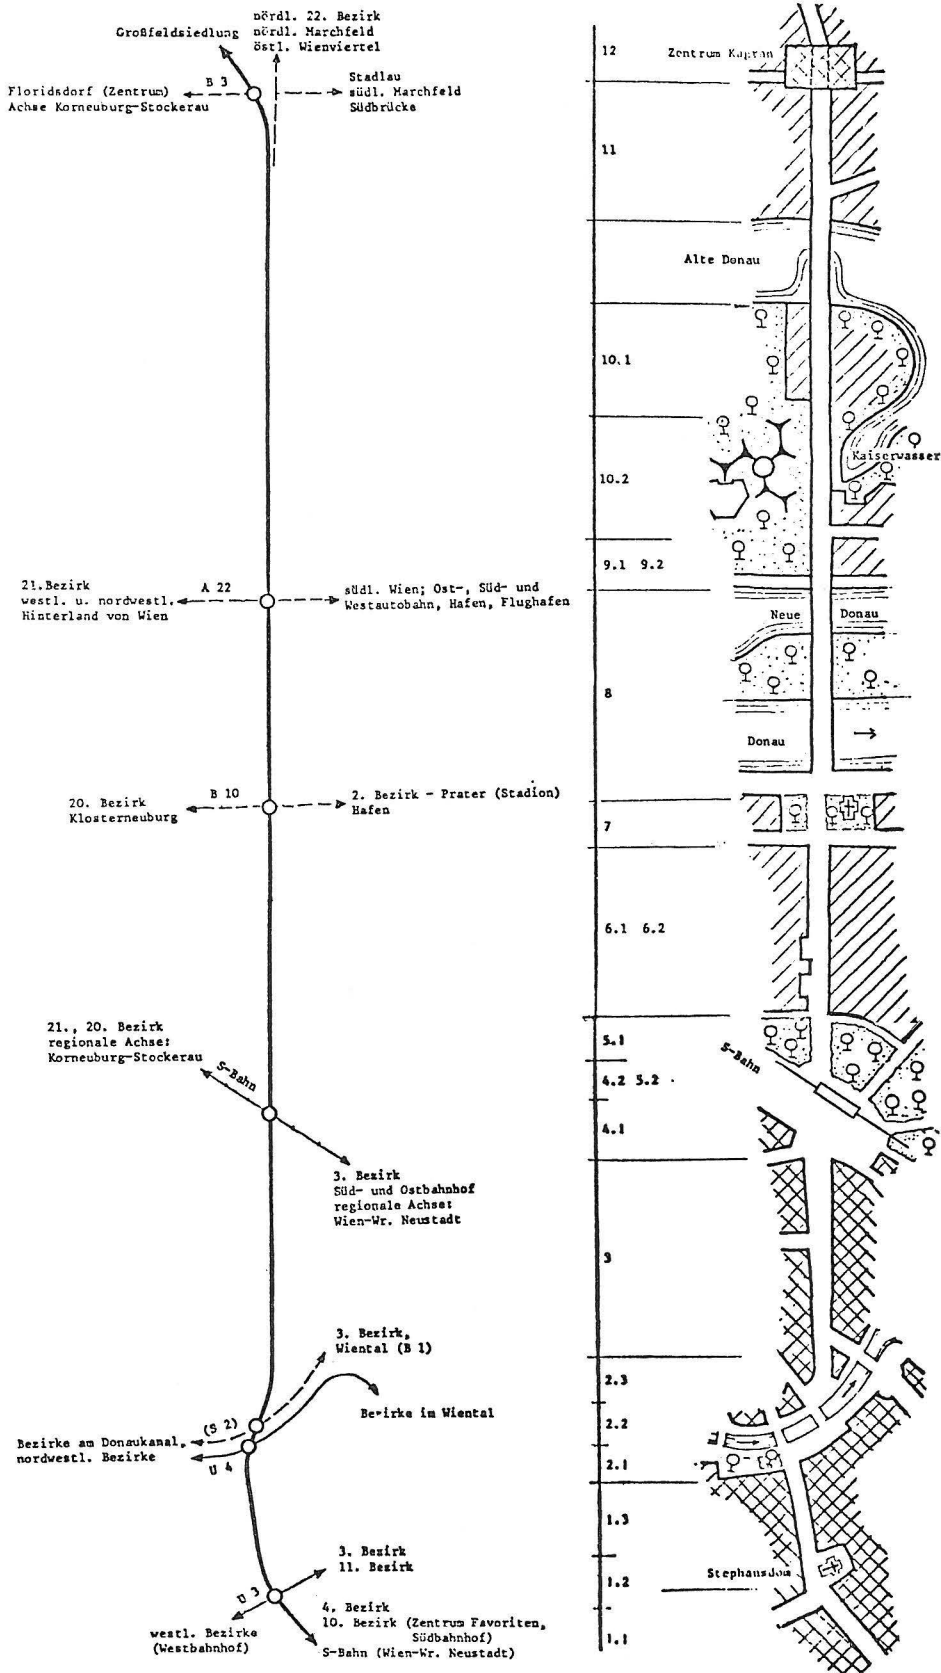 nördl. 22. Bezirk
nördl. Marchfeld
östl. Wienviertel
Großfeldsiedlung
B 3
Floridsdorf (Zentrum)
Achse Korneuburg-Stockerau
Stadlau
südl. Marchfeld
Südbrücke
21.Bezirk
westl. u. nordwestl.
Hinterland von Wien
A 22
südl. Wien; Ost-, Süd- und
Westautobahn, Hafen, Flughafen
20. Bezirk
Klosterneuburg
B 10
2. Bezirk - Prater (Stadion)
Hafen
21., 20. Bezirk
regionale Achse:
Korneuburg-Stockerau
S-Bahn
3. Bezirk
Süd- und Ostbahnhof
regionale Achse:
Wien-Wr. Neustadt
3. Bezirk,
Wiental (B 1)
Bezirke im Wiental
(S 2)
Bezirke am Donaukanal,
nordwestl. Bezirke
U 4
3. Bezirk
11. Bezirk
U 3
westl. Bezirke
(Westbahnhof)
4. Bezirk
10. Bezirk (Zentrum Favoriten,
Südbahnhof)
S-Bahn (Wien-Wr. Neustadt)
12
11
10.1
10.2
9.1 9.2
8
7
6.1 6.2
5.1
4.2 5.2
4.1
3
2.3
2.2
2.1
1.3
1.2
1.1
Zentrum Kagran
Alte Donau
Kaiserwasser
Neue Donau
Donau
S-Bahn
Stephansdom